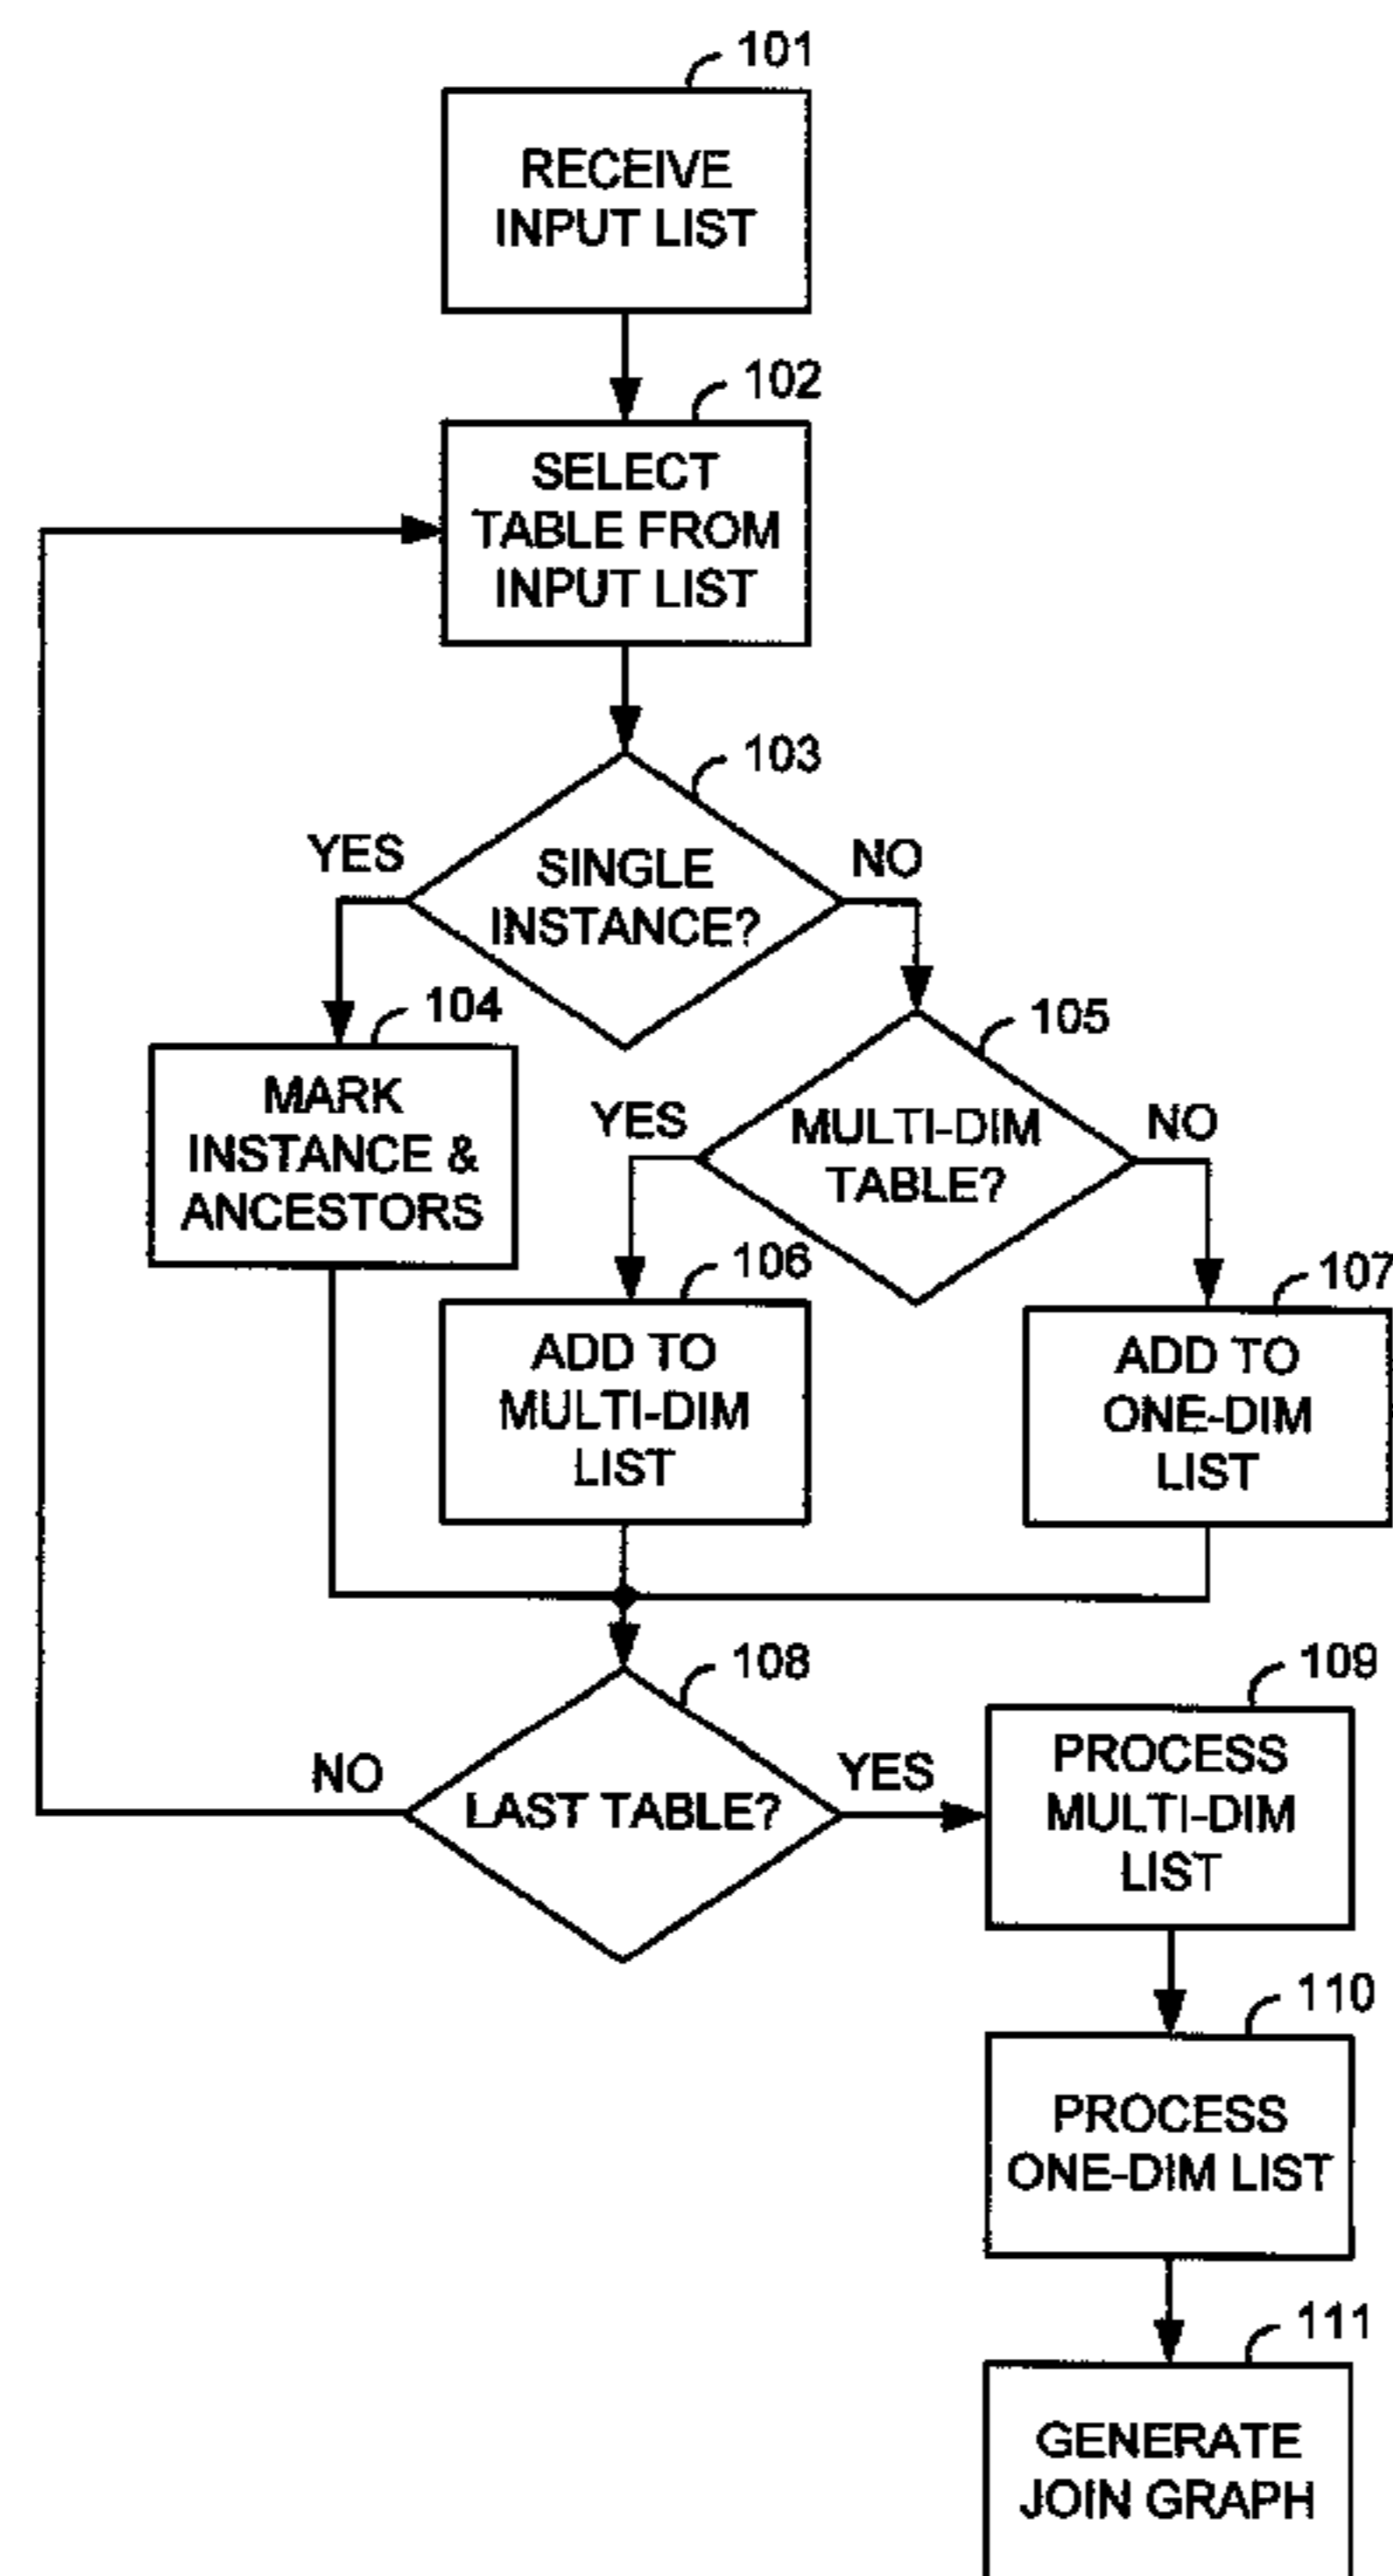 101
RECEIVE
INPUT LIST
102
SELECT
TABLE FROM
INPUT LIST
103
YES
SINGLE
INSTANCE?
NO
104
MARK
INSTANCE &
ANCESTORS
105
YES
MULTI-DIM
TABLE?
NO
106
ADD TO
MULTI-DIM
LIST
107
ADD TO
ONE-DIM
LIST
108
NO
LAST TABLE?
YES
109
PROCESS
MULTI-DIM
LIST
110
PROCESS
ONE-DIM LIST
111
GENERATE
JOIN GRAPH